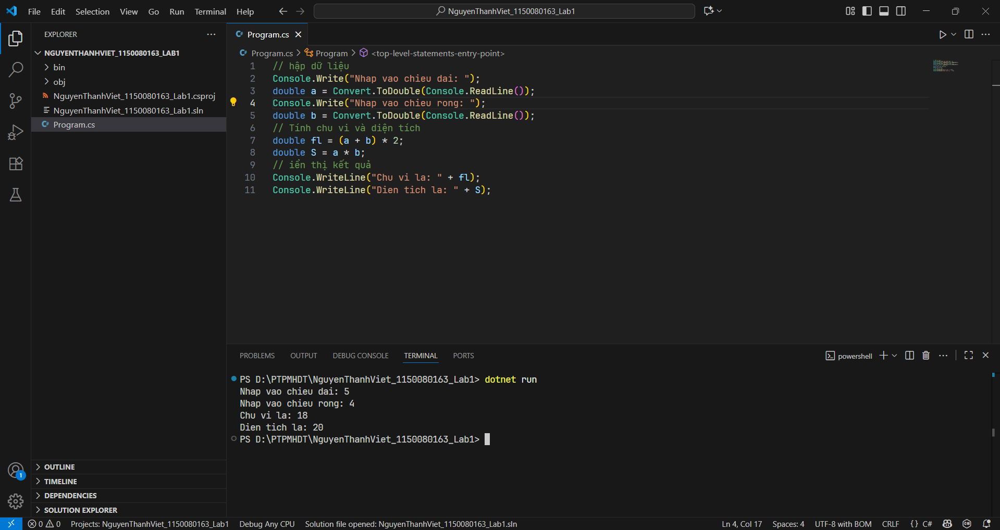 File Edit Selection View Go Run Terminal Help
NguyenThanhViet_1150080163_Lab1
EXPLORER
NGUYENTHANHVIET_1150080163_LAB1
bin
obj
NguyenThanhViet_1150080163_Lab1.csproj
NguyenThanhViet_1150080163_Lab1.sln
Program.cs
OUTLINE
TIMELINE
DEPENDENCIES
SOLUTION EXPLORER
1
Program.cs
Program.cs > Program > <top-level-statements-entry-point>
1 // hập dữ liệu
2 Console.Write("Nhap vao chieu dai: ");
3 double a = Convert.ToDouble(Console.ReadLine());
4 Console.Write("Nhap vao chieu rong: ");
5 double b = Convert.ToDouble(Console.ReadLine());
6 // Tính chu vi và diện tích
7 double fl = (a + b) * 2;
8 double S = a * b;
9 // iển thị kết quả
10 Console.WriteLine("Chu vi la: " + fl);
11 Console.WriteLine("Dien tich la: " + S);
PROBLEMS OUTPUT DEBUG CONSOLE TERMINAL PORTS
powershell
PS D:\PTPMHDT\NguyenThanhViet_1150080163_Lab1> dotnet run
Nhap vao chieu dai: 5
Nhap vao chieu rong: 4
Chu vi la: 18
Dien tich la: 20
PS D:\PTPMHDT\NguyenThanhViet_1150080163_Lab1>
0 0 Projects: NguyenThanhViet_1150080163_Lab1 Debug Any CPU Solution file opened: NguyenThanhViet_1150080163_Lab1.sln
Ln 4, Col 17 Spaces: 4 UTF-8 with BOM CRLF {} C#